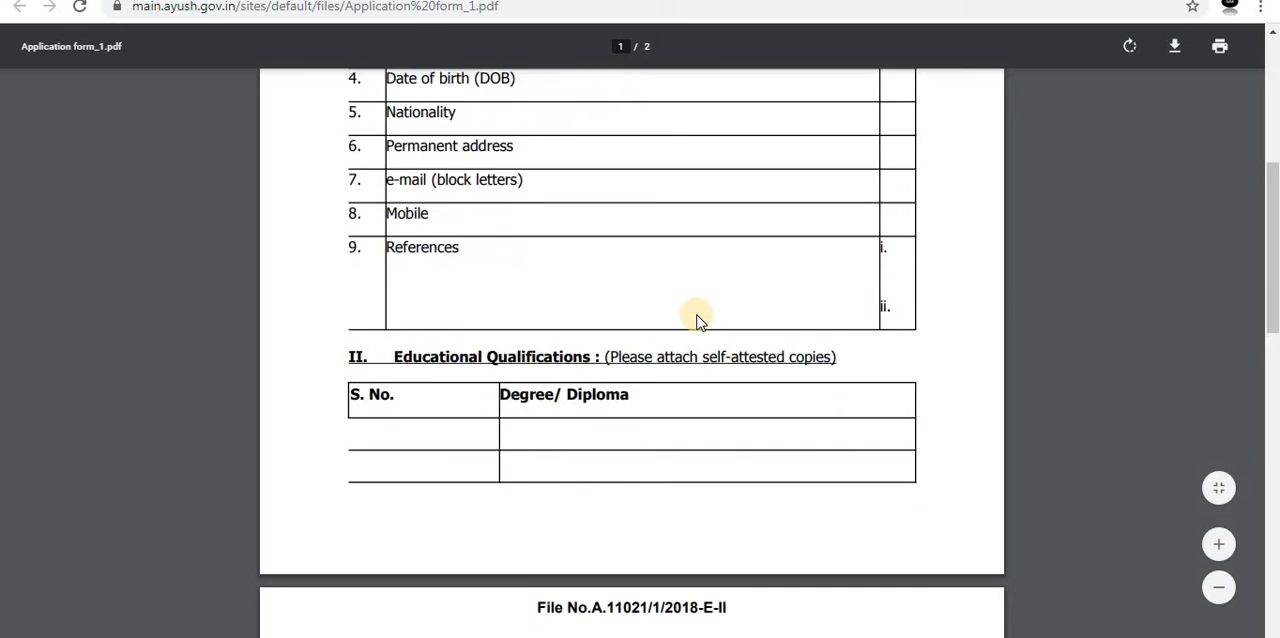 main.ayush.gov.in/sites/default/files/Application%20form_1.pdf
Application form_1.pdf
1 / 2
4. Date of birth (DOB)
5. Nationality
6. Permanent address
7. e-mail (block letters)
8. Mobile
9. References i.
ii.
II. Educational Qualifications : (Please attach self-attested copies)
S. No. Degree/ Diploma
File No.A.11021/1/2018-E-II